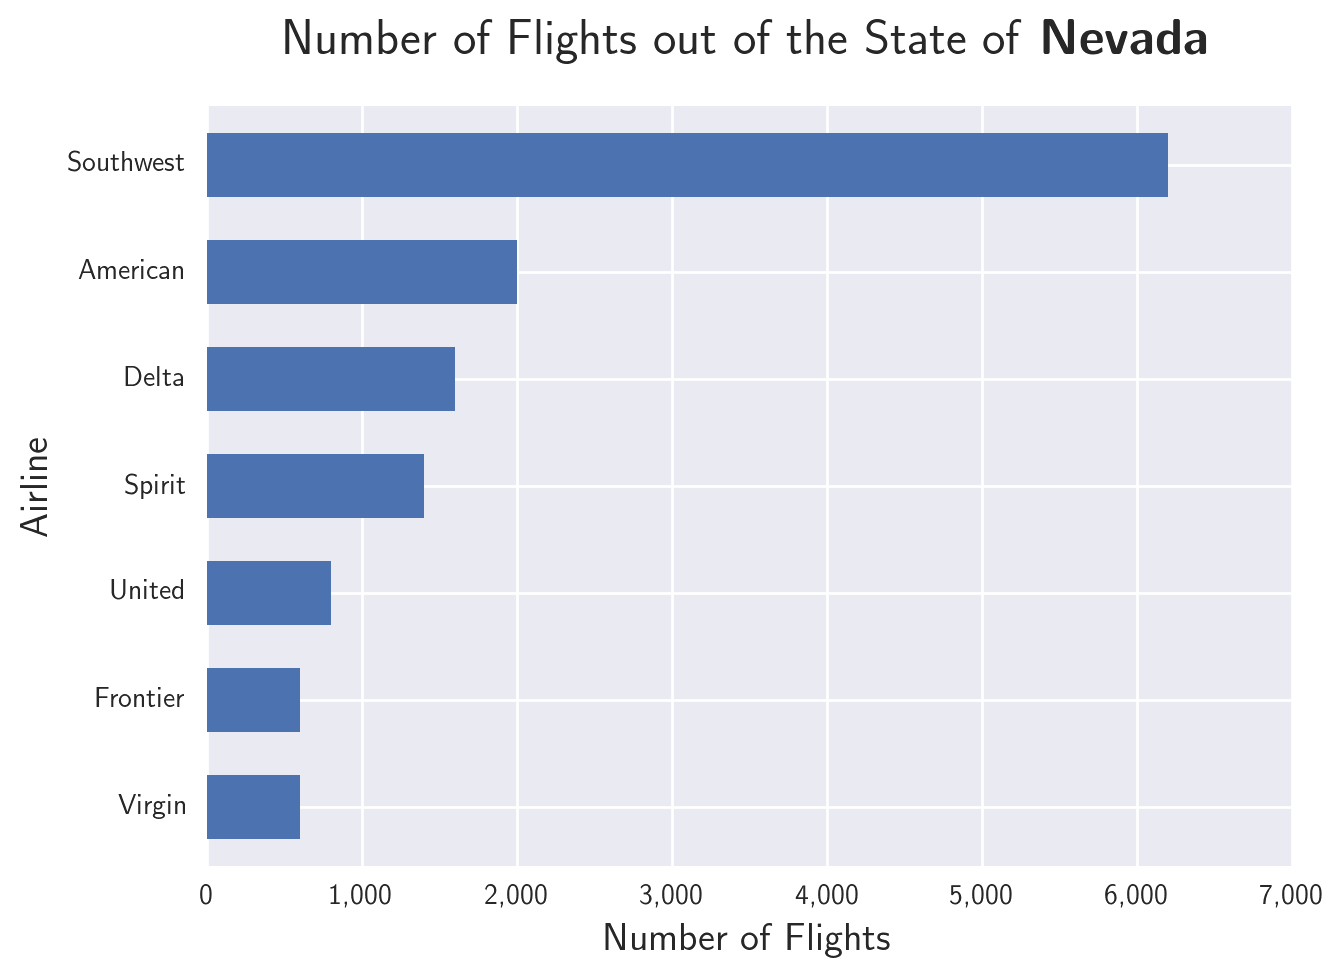 Number of Flights out of the State of Nevada
Southwest
American
Delta
Spirit
United
Frontier
Virgin
Airline
0 1,000 2,000 3,000 4,000 5,000 6,000 7,000
Number of Flights